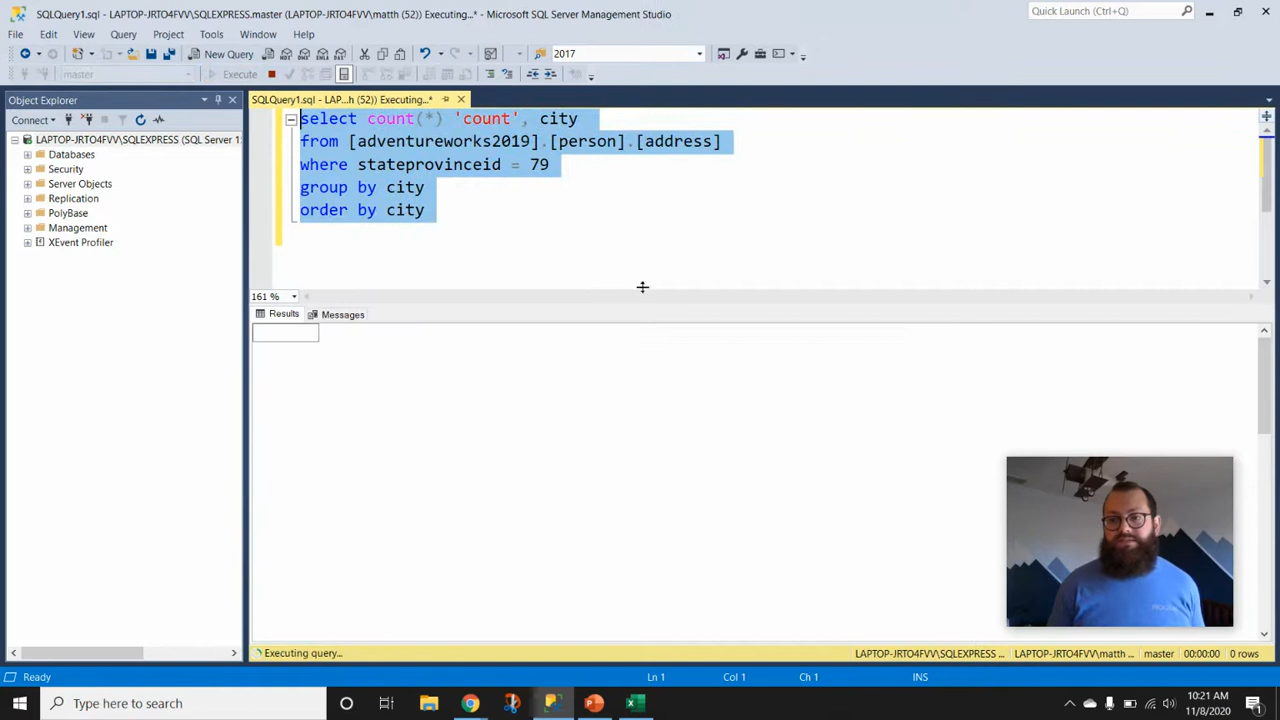 SQLQuery1.sql - LAPTOP-JRTO4FVV\SQLEXPRESS.master (LAPTOP-JRTO4FVV\matth (52)) Executing...* - Microsoft SQL Server Management Studio
Quick Launch (Ctrl+Q)
File Edit View Query Project Tools Window Help
New Query
2017
master
Execute
Object Explorer
SQLQuery1.sql - LAP...h (52)) Executing...*
Connect
LAPTOP-JRTO4FVV\SQLEXPRESS (SQL Server 1
Databases
Security
Server Objects
Replication
PolyBase
Management
XEvent Profiler
select count(*) 'count', city
from [adventureworks2019].[person].[address]
where stateprovinceid = 79
group by city
order by city
161 %
Results Messages
Executing query...
LAPTOP-JRTO4FVV\SQLEXPRESS ... LAPTOP-JRTO4FVV\matth ... master 00:00:00 0 rows
Ready
Ln 1 Col 1 Ch 1 INS
Type here to search
10:21 AM
11/8/2020
1